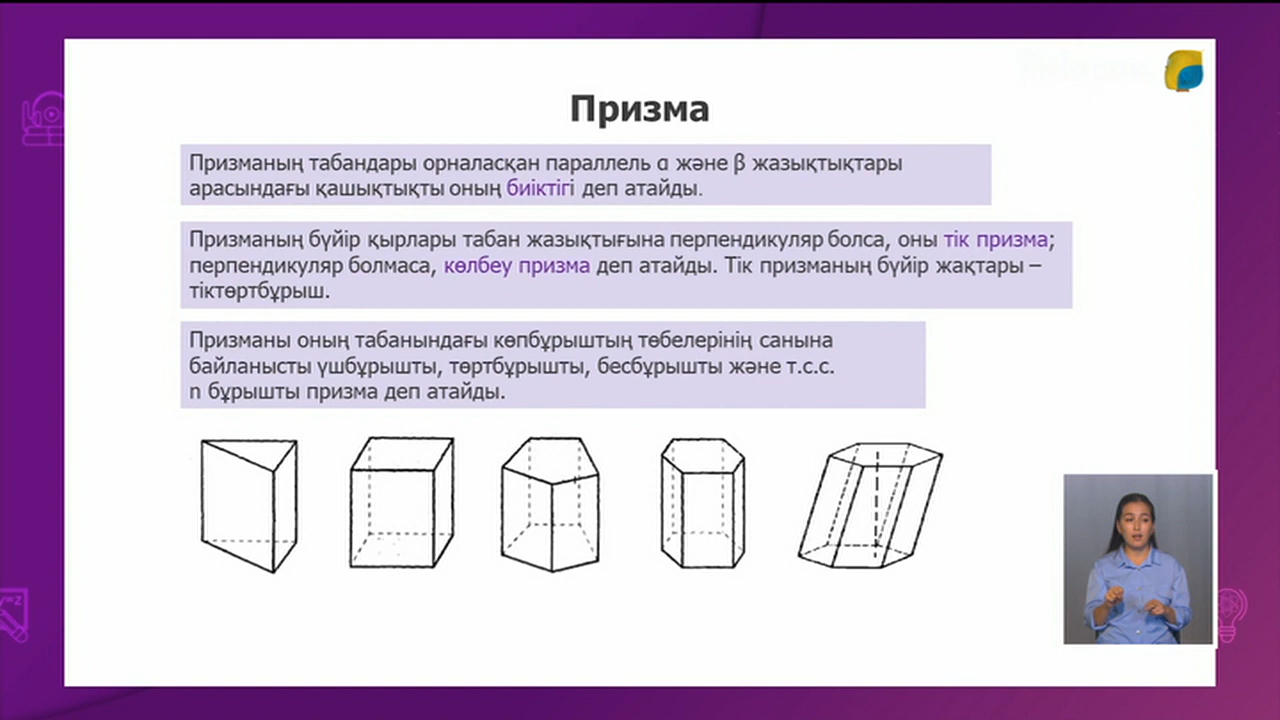 Призма
Призманың табандары орналасқан параллель α және β жазықтықтары
арасындағы қашықтықты оның биіктігі деп атайды.
Призманың бүйір қырлары табан жазықтығына перпендикуляр болса, оны тік призма;
перпендикуляр болмаса, көлбеу призма деп атайды. Тік призманың бүйір жақтары –
тіктөртбұрыш.
Призманы оның табанындағы көпбұрыштың төбелерінің санына
байланысты үшбұрышты, төртбұрышты, бесбұрышты және т.с.с.
n бұрышты призма деп атайды.